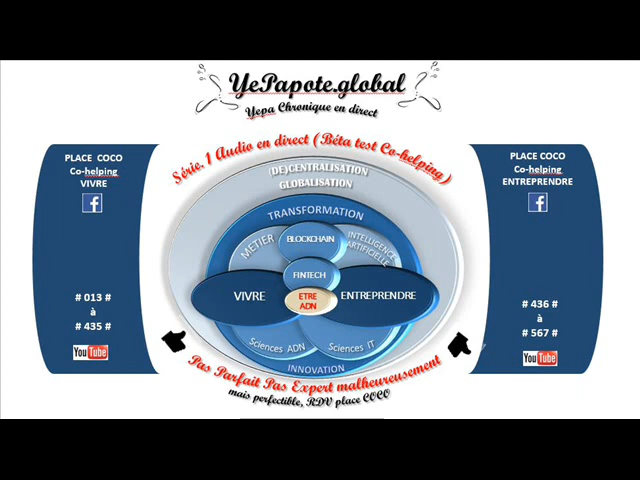 YePapote.global
Yepa Chronique en direct
Série, 1 Audio en direct (Béta test Co-helping)
PLACE COCO
Co-helping
VIVRE
f
# 013 #
à
# 435 #
YouTube
(DE)CENTRALISATION
GLOBALISATION
TRANSFORMATION
METIER
BLOCKCHAIN
INTELLIGENCE
ARTIFICIELLE
FINTECH
VIVRE
ETRE
ADN
ENTREPRENDRE
Sciences ADN
Sciences IT
INNOVATION
PLACE COCO
Co-helping
ENTREPRENDRE
f
# 436 #
à
# 567 #
YouTube
Pas Parfait Pas Expert malheureusement
mais perfectible, RDV place COCO